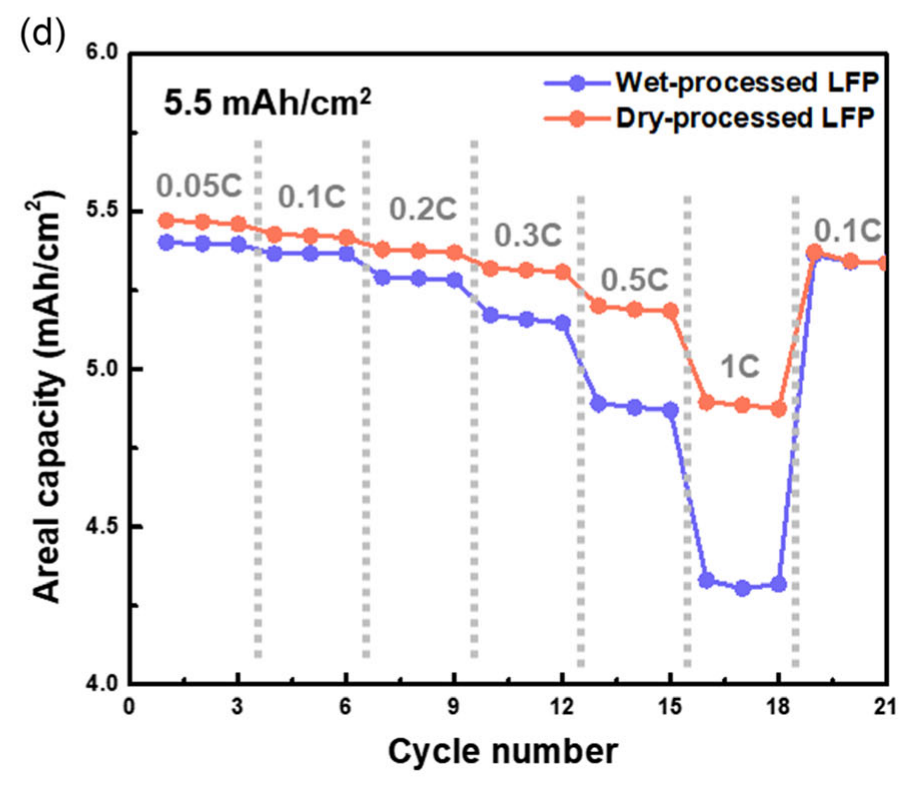 (d)
6.0
5.5 mAh/cm²
Wet-processed LFP
Dry-processed LFP
0.05C
0.1C
0.2C
0.3C
0.5C
1C
0.1C
5.5
5.0
4.5
4.0
Areal capacity (mAh/cm²)
0 3 6 9 12 15 18 21
Cycle number